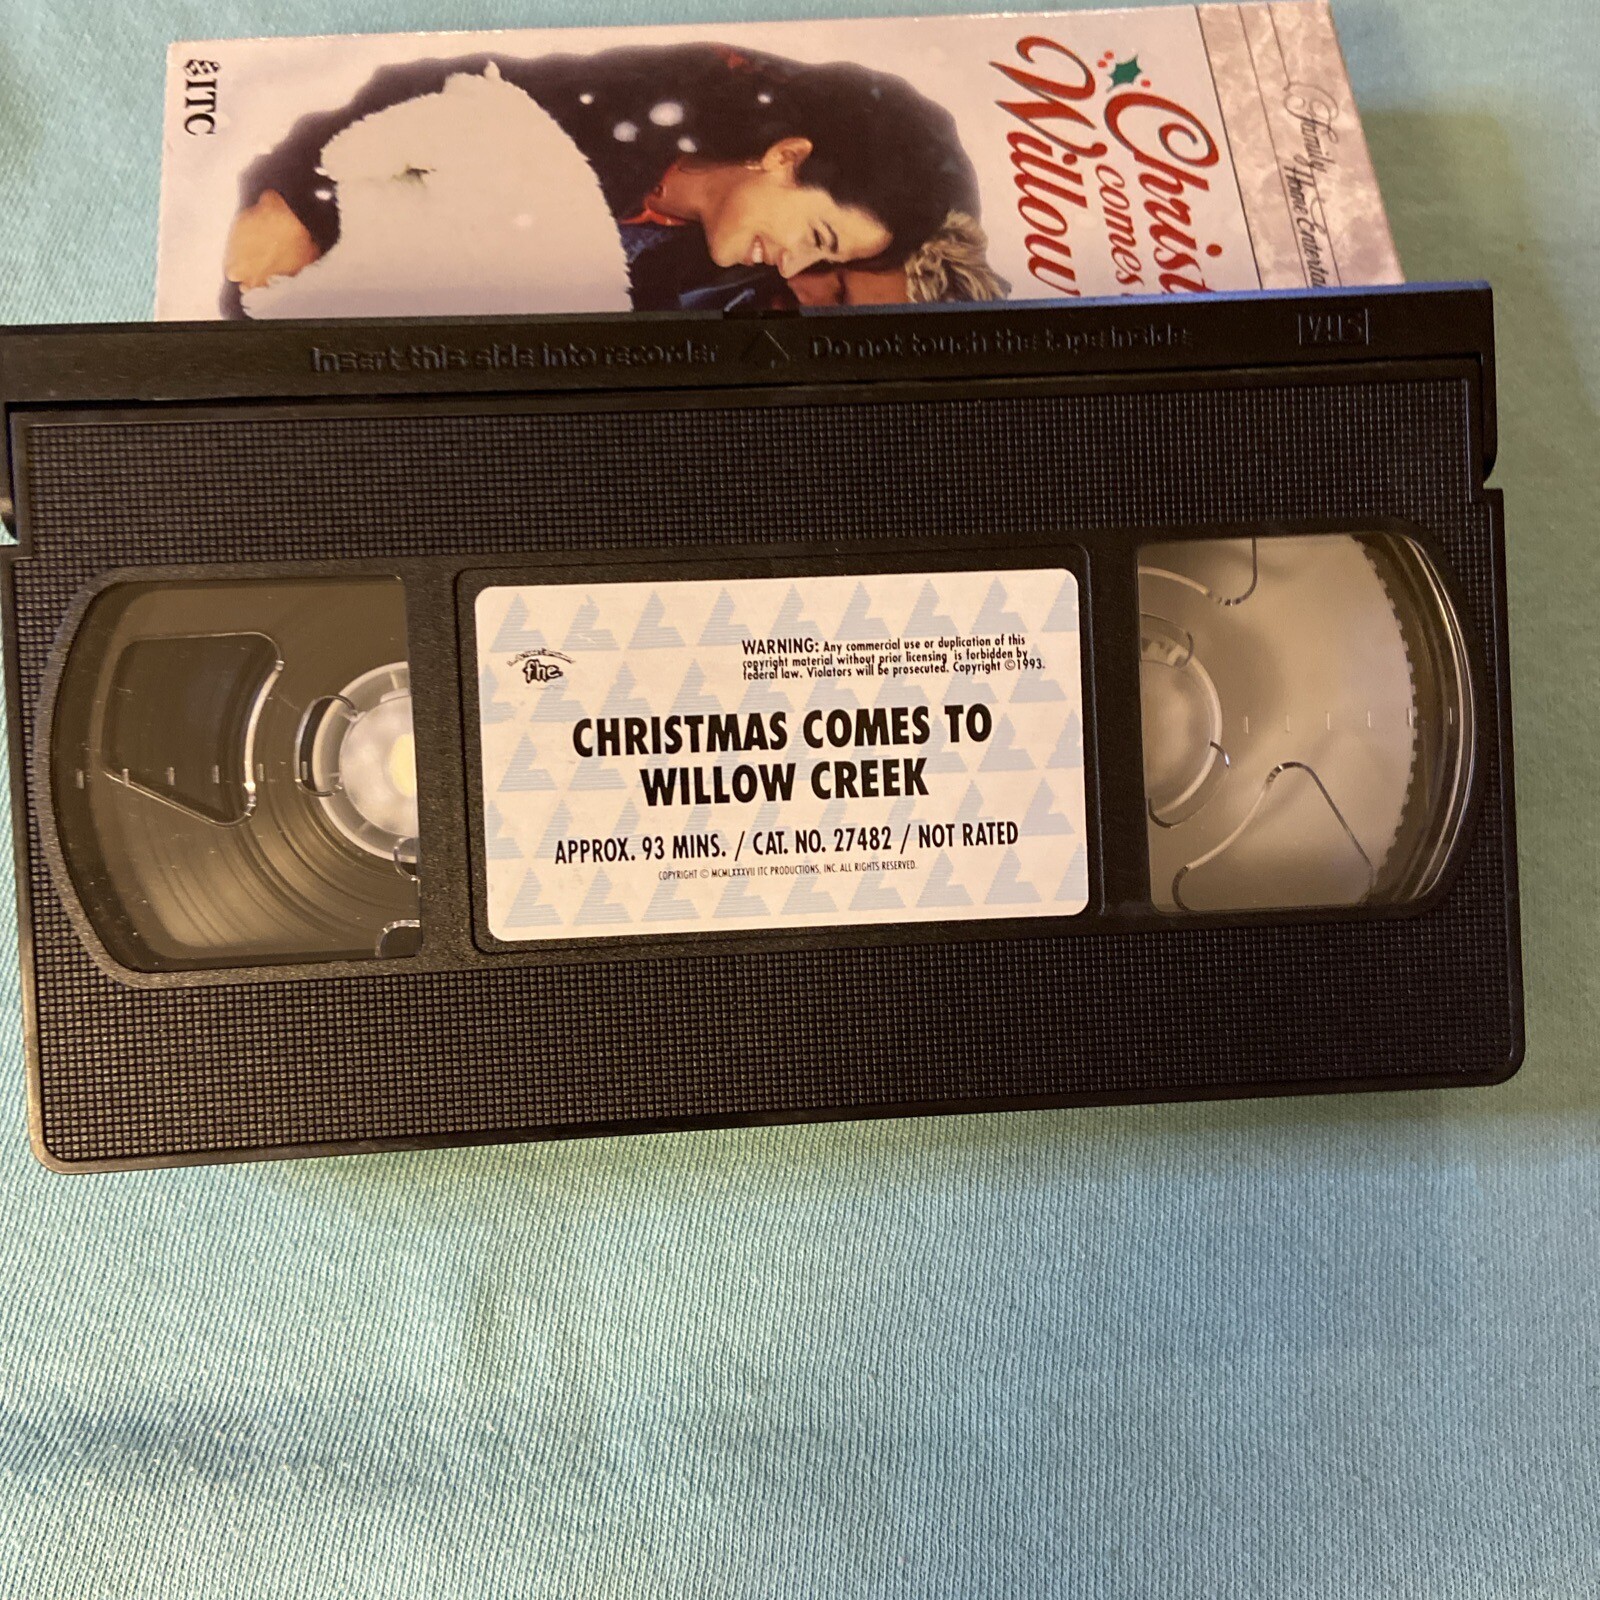 ITC
Christ
comes
Willow
Family Home Enterta
Insert this side into recorder
Do not touch the tape inside
VHS
fhe
WARNING: Any commercial use or duplication of this
copyright material without prior licensing is forbidden by
federal law. Violators will be prosecuted. Copyright ©1993.
CHRISTMAS COMES TO
WILLOW CREEK
APPROX. 93 MINS. / CAT. NO. 27482 / NOT RATED
COPYRIGHT © MCMLXXXVII ITC PRODUCTIONS, INC. ALL RIGHTS RESERVED.